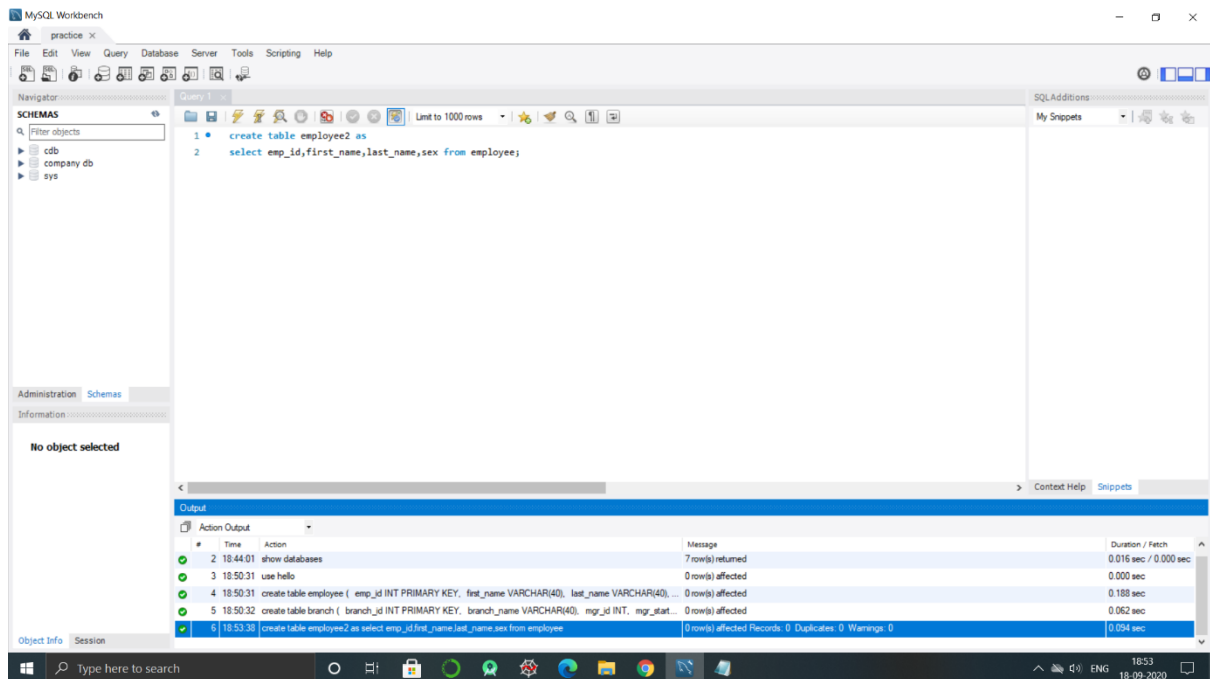 MySQL Workbench
practice ×
File Edit View Query Database Server Tools Scripting Help
Navigator
SCHEMAS
Filter objects
cdb
company db
sys
Administration Schemas
Information
No object selected
Object Info Session
Query 1 ×
Limit to 1000 rows
1 create table employee2 as
2 select emp_id,first_name,last_name,sex from employee;
SQLAdditions
My Snippets
Context Help Snippets
Output
Action Output
# Time Action Message Duration / Fetch
2 18:44:01 show databases 7 row(s) returned 0.016 sec / 0.000 sec
3 18:50:31 use hello 0 row(s) affected 0.000 sec
4 18:50:31 create table employee ( emp_id INT PRIMARY KEY, first_name VARCHAR(40), last_name VARCHAR(40), ... 0 row(s) affected 0.188 sec
5 18:50:32 create table branch ( branch_id INT PRIMARY KEY, branch_name VARCHAR(40), mgr_id INT, mgr_start... 0 row(s) affected 0.062 sec
6 18:53:38 create table employee2 as select emp_id,first_name,last_name,sex from employee 0 row(s) affected Records: 0 Duplicates: 0 Warnings: 0 0.094 sec
Type here to search
ENG
18:53
18-09-2020